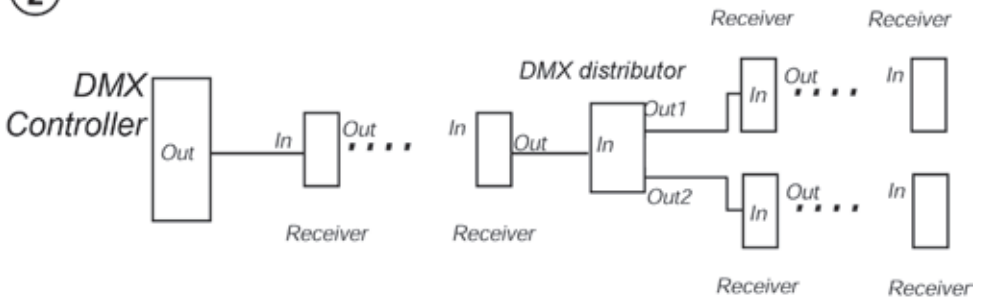 2
Receiver Receiver
DMX distributor
DMX
Controller
Out
In
Out
In
Out
In
Out1
Out2
In
Out
In
In
Out
In
Receiver Receiver
Receiver Receiver